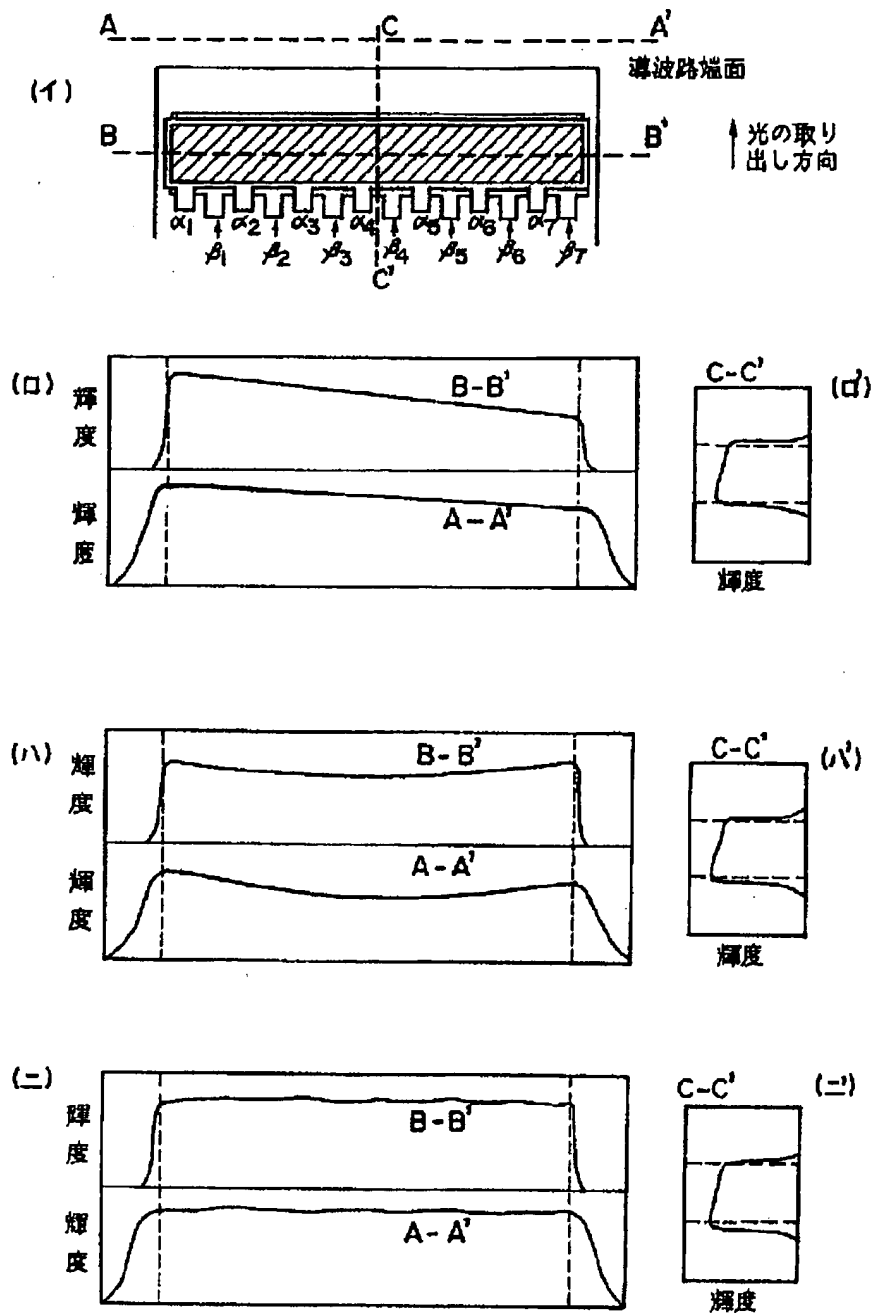 A C A'
導波路端面
(イ)
B B'
光の取り
出し方向
α1 α2 α3 α4 α5 α6 α7
β1 β2 β3 β4 β5 β6 β7
C'
(ロ) 輝度 B-B'
輝度 A-A'
C-C' (ロ')
輝度
(ハ) 輝度 B-B'
輝度 A-A'
C-C' (ハ')
輝度
(ニ) 輝度 B-B'
輝度 A-A'
C-C' (ニ')
輝度